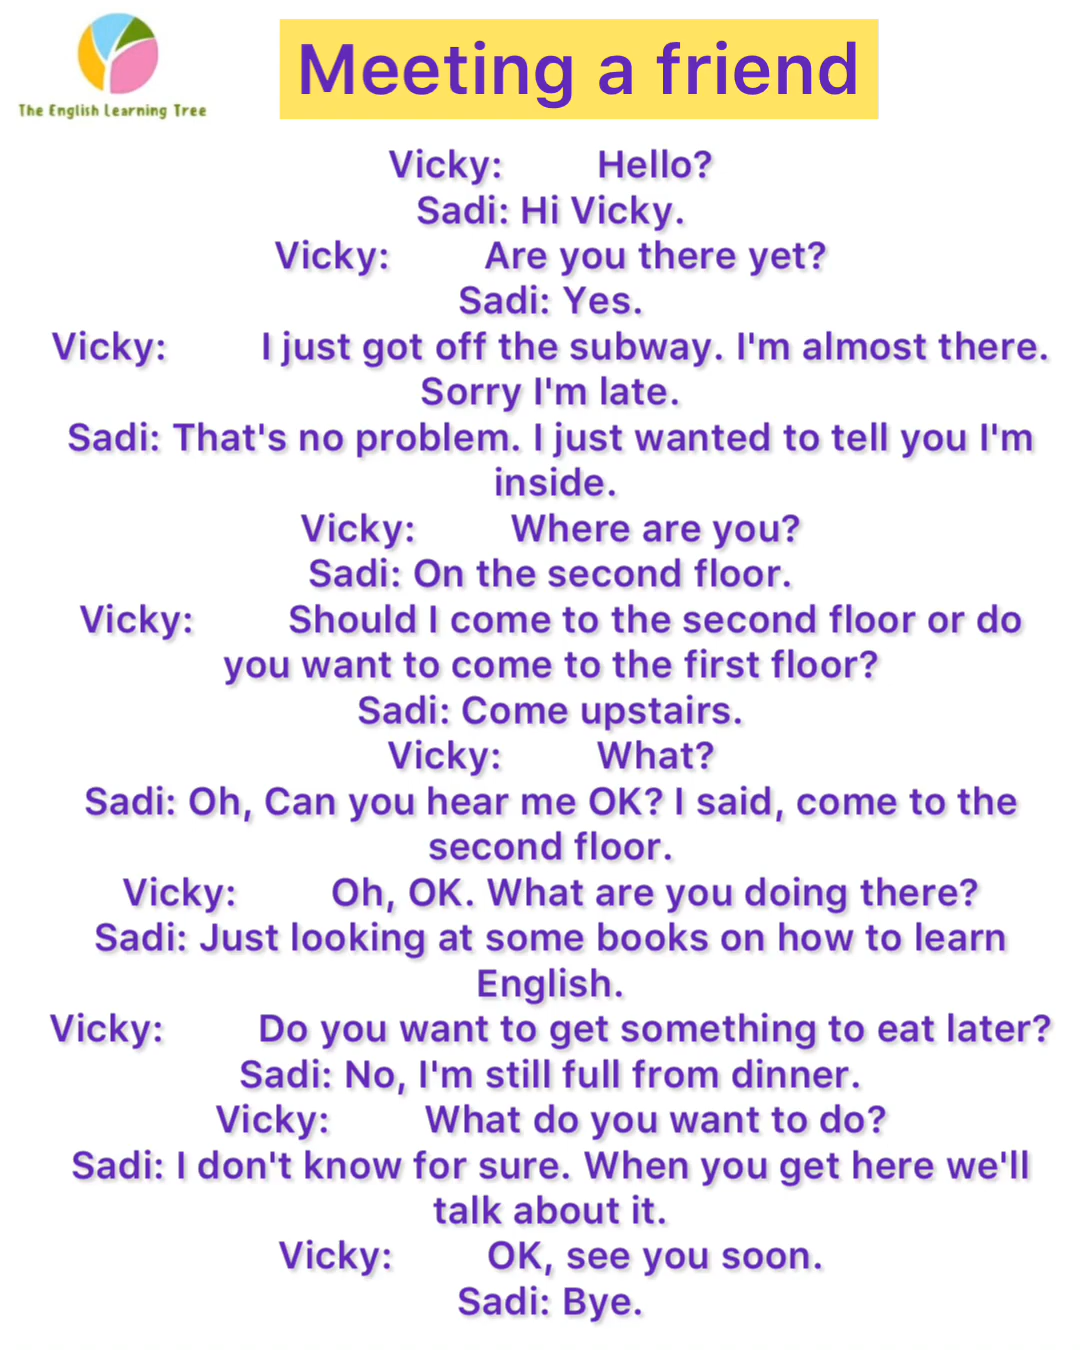 The English Learning Tree
Meeting a friend
Vicky: Hello?
Sadi: Hi Vicky.
Vicky: Are you there yet?
Sadi: Yes.
Vicky: I just got off the subway. I'm almost there.
Sorry I'm late.
Sadi: That's no problem. I just wanted to tell you I'm
inside.
Vicky: Where are you?
Sadi: On the second floor.
Vicky: Should I come to the second floor or do
you want to come to the first floor?
Sadi: Come upstairs.
Vicky: What?
Sadi: Oh, Can you hear me OK? I said, come to the
second floor.
Vicky: Oh, OK. What are you doing there?
Sadi: Just looking at some books on how to learn
English.
Vicky: Do you want to get something to eat later?
Sadi: No, I'm still full from dinner.
Vicky: What do you want to do?
Sadi: I don't know for sure. When you get here we'll
talk about it.
Vicky: OK, see you soon.
Sadi: Bye.